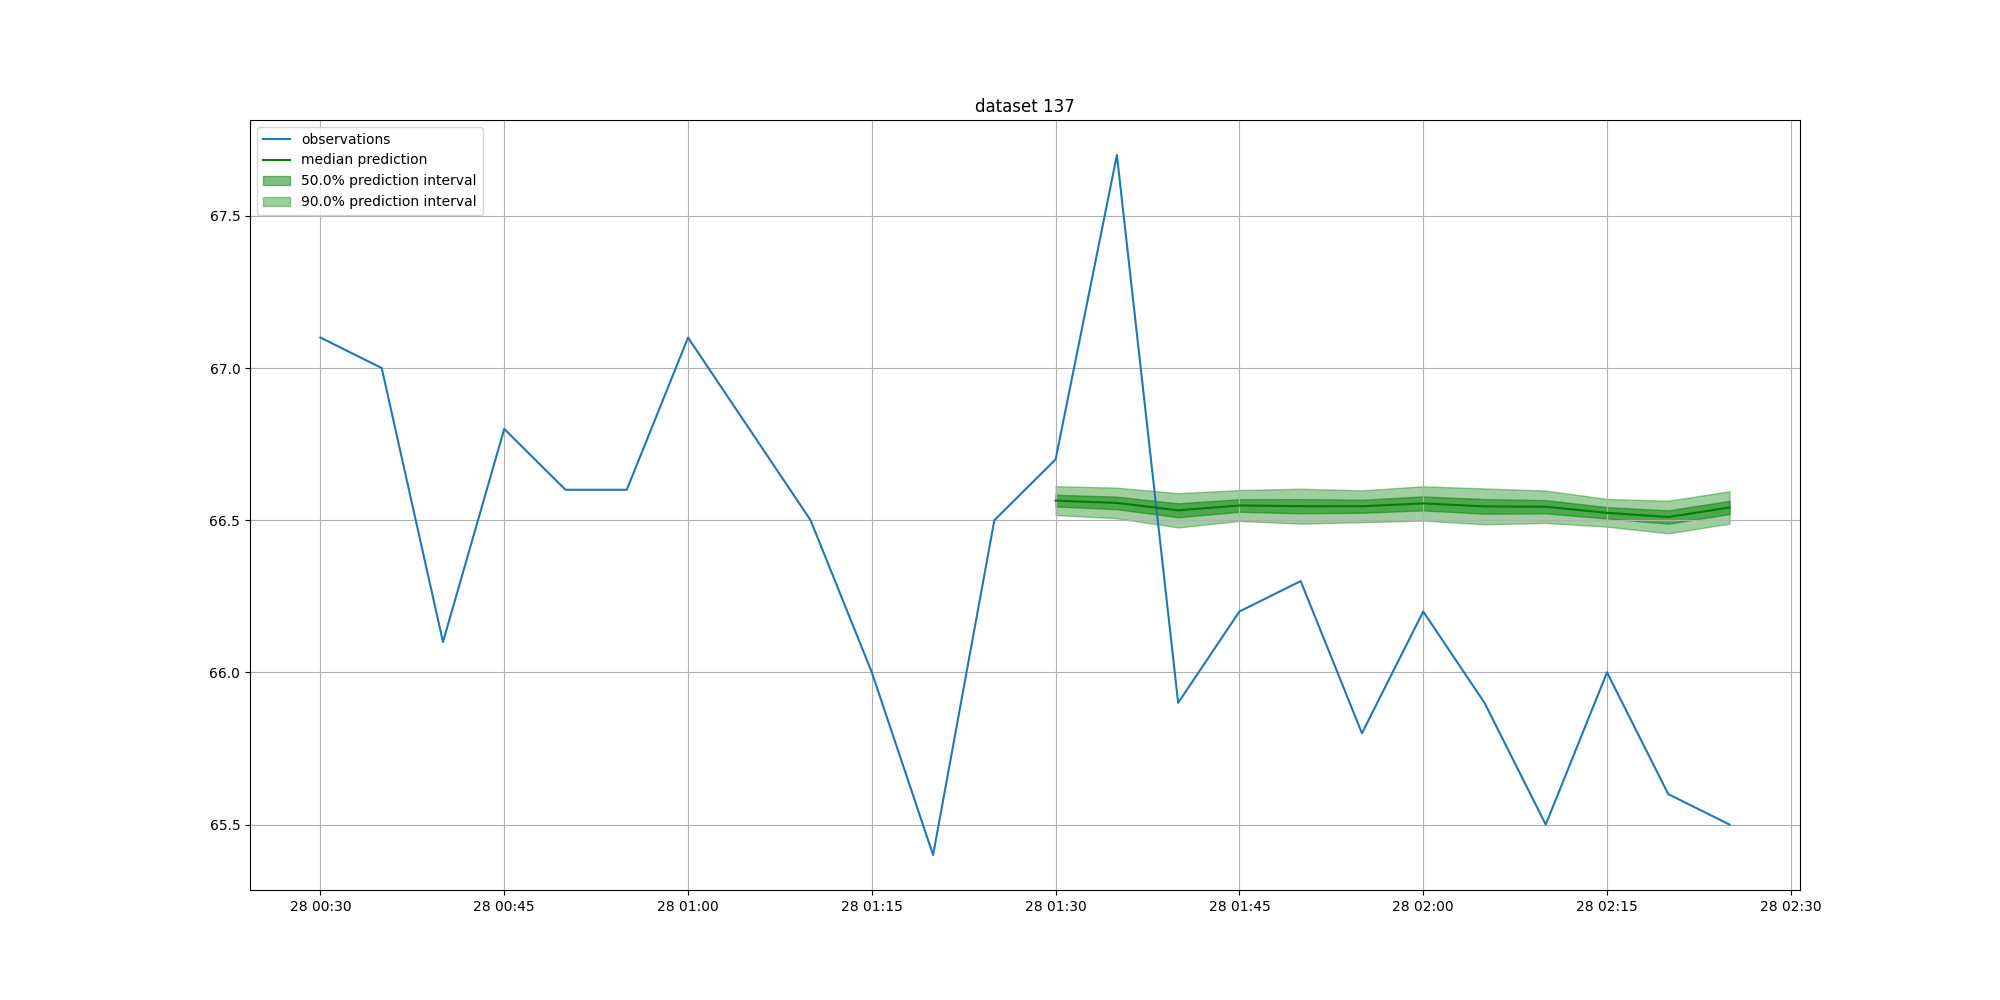 dataset 137
observations
median prediction
50.0% prediction interval
90.0% prediction interval
67.5
67.0
66.5
66.0
65.5
28 00:30 28 00:45 28 01:00 28 01:15 28 01:30 28 01:45 28 02:00 28 02:15 28 02:30